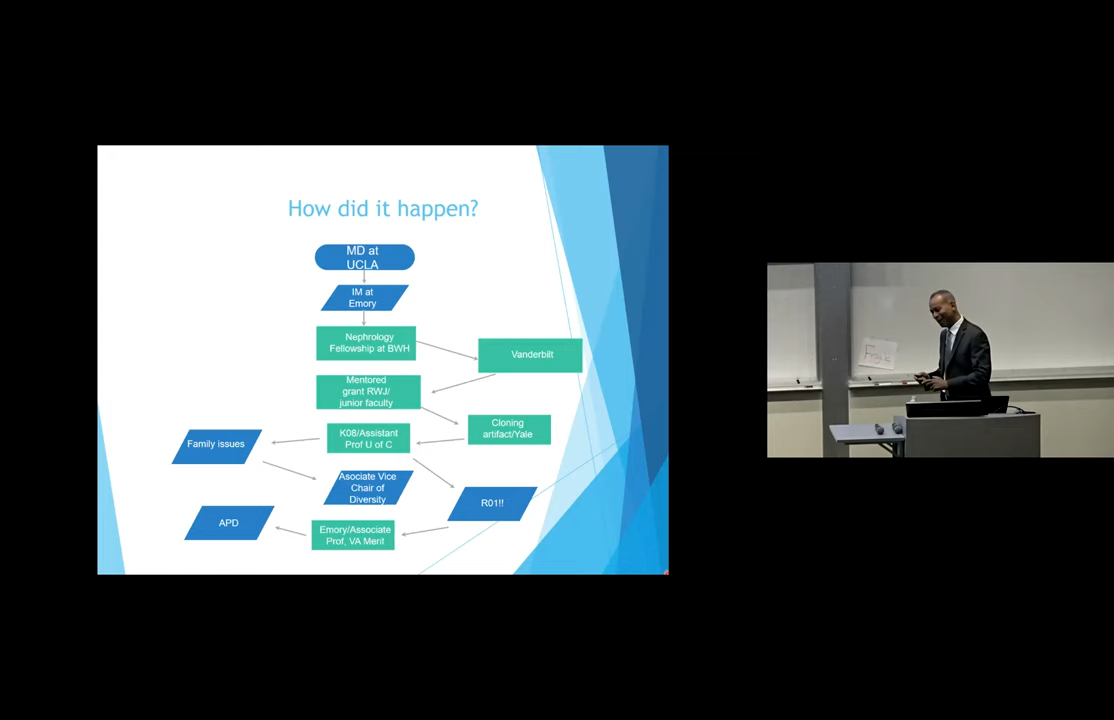 How did it happen?
MD at
UCLA
IM at
Emory
Nephrology
Fellowship at BWH
Vanderbilt
Mentored
grant RWJ/
junior faculty
Cloning
artifact/Yale
K08/Assistant
Prof U of C
Family issues
Asociate Vice
Chair of
Diversity
R01!!
APD
Emory/Associate
Prof, VA Merit